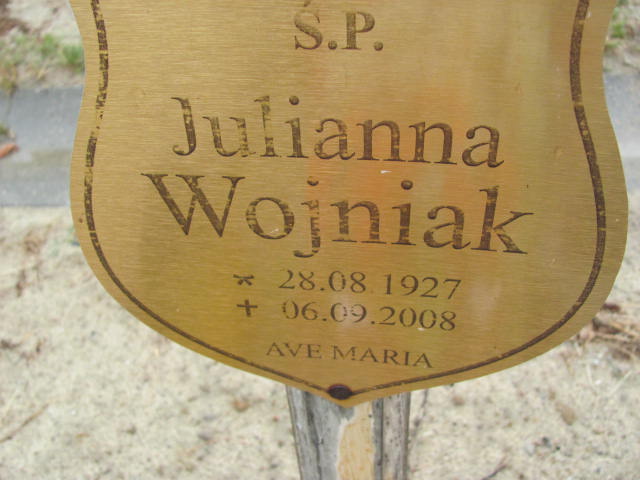 Ś.P.
Julianna
Wojniak
* 28.08.1927
+ 06.09.2008
AVE MARIA